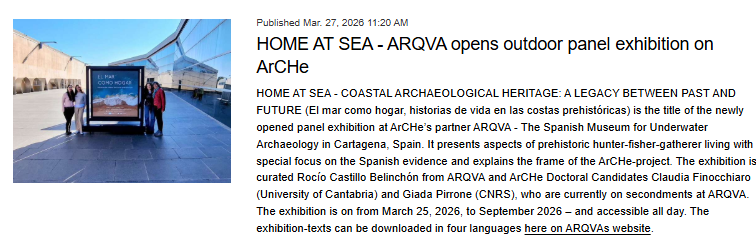 Published Mar. 27, 2026 11:20 AM
HOME AT SEA - ARQVA opens outdoor panel exhibition on
ArCHe
HOME AT SEA - COASTAL ARCHAEOLOGICAL HERITAGE: A LEGACY BETWEEN PAST AND
FUTURE (El mar como hogar, historias de vida en las costas prehistóricas) is the title of the newly
opened panel exhibition at ArCHe's partner ARQVA - The Spanish Museum for Underwater
Archaeology in Cartagena, Spain. It presents aspects of prehistoric hunter-fisher-gatherer living with
special focus on the Spanish evidence and explains the frame of the ArCHe-project. The exhibition is
curated Rocío Castillo Belinchón from ARQVA and ArCHe Doctoral Candidates Claudia Finocchiaro
(University of Cantabria) and Giada Pirrone (CNRS), who are currently on secondments at ARQVA.
The exhibition is on from March 25, 2026, to September 2026 – and accessible all day. The
exhibition-texts can be downloaded in four languages here on ARQVAs website.
EL MAR
COMO HOGAR